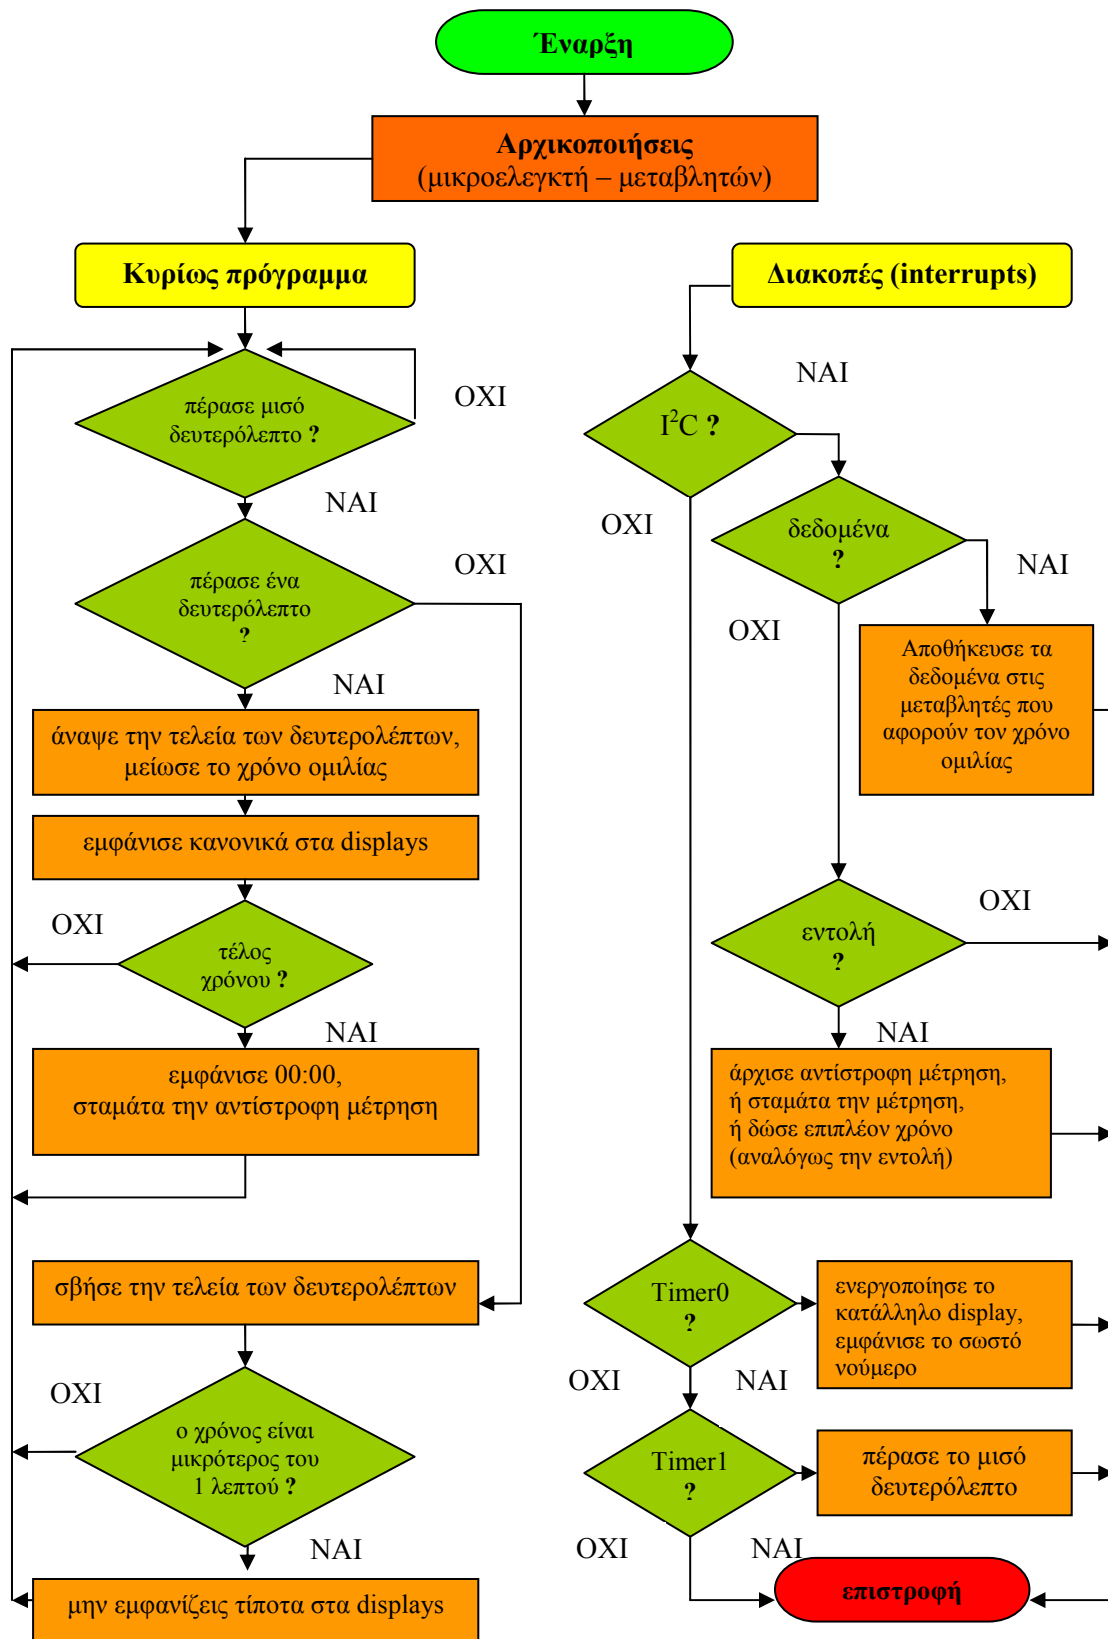 Έναρξη
Αρχικοποιήσεις
(μικροελεγκτή – μεταβλητών)
Κυρίως πρόγραμμα
πέρασε μισό
δευτερόλεπτο ?
ΟΧΙ
ΝΑΙ
πέρασε ένα
δευτερόλεπτο
?
ΟΧΙ
ΝΑΙ
άναψε την τελεία των δευτερολέπτων,
μείωσε το χρόνο ομιλίας
εμφάνισε κανονικά στα displays
ΟΧΙ
τέλος
χρόνου ?
ΝΑΙ
εμφάνισε 00:00,
σταμάτα την αντίστροφη μέτρηση
σβήσε την τελεία των δευτερολέπτων
ΟΧΙ
ο χρόνος είναι
μικρότερος του
1 λεπτού ?
ΝΑΙ
μην εμφανίζεις τίποτα στα displays
Διακοπές (interrupts)
ΝΑΙ
I²C ?
ΟΧΙ
δεδομένα
?
ΝΑΙ
ΟΧΙ
Αποθήκευσε τα
δεδομένα στις
μεταβλητές που
αφορούν τον χρόνο
ομιλίας
ΟΧΙ
εντολή
?
ΝΑΙ
άρχισε αντίστροφη μέτρηση,
ή σταμάτα την μέτρηση,
ή δώσε επιπλέον χρόνο
(αναλόγως την εντολή)
Timer0
?
ενεργοποίησε το
κατάλληλο display,
εμφάνισε το σωστό
νούμερο
ΟΧΙ
ΝΑΙ
Timer1
?
πέρασε το μισό
δευτερόλεπτο
ΟΧΙ
ΝΑΙ
επιστροφή